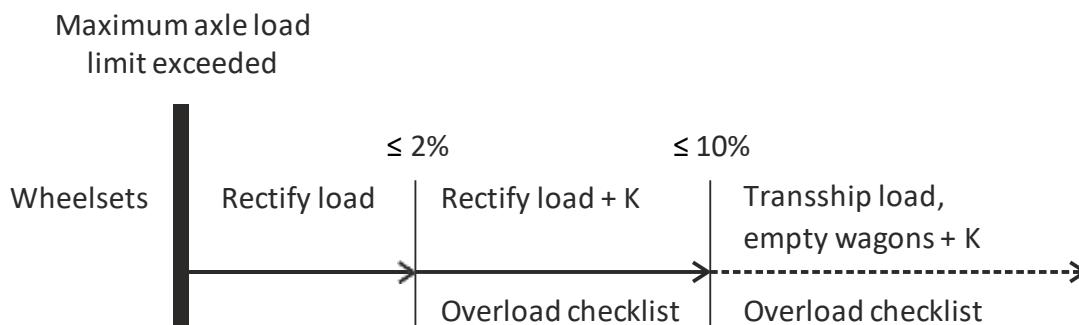 Maximum axle load
limit exceeded
≤ 2%
≤ 10%
Wheelsets
Rectify load
Rectify load + K
Transship load,
empty wagons + K
Overload checklist
Overload checklist